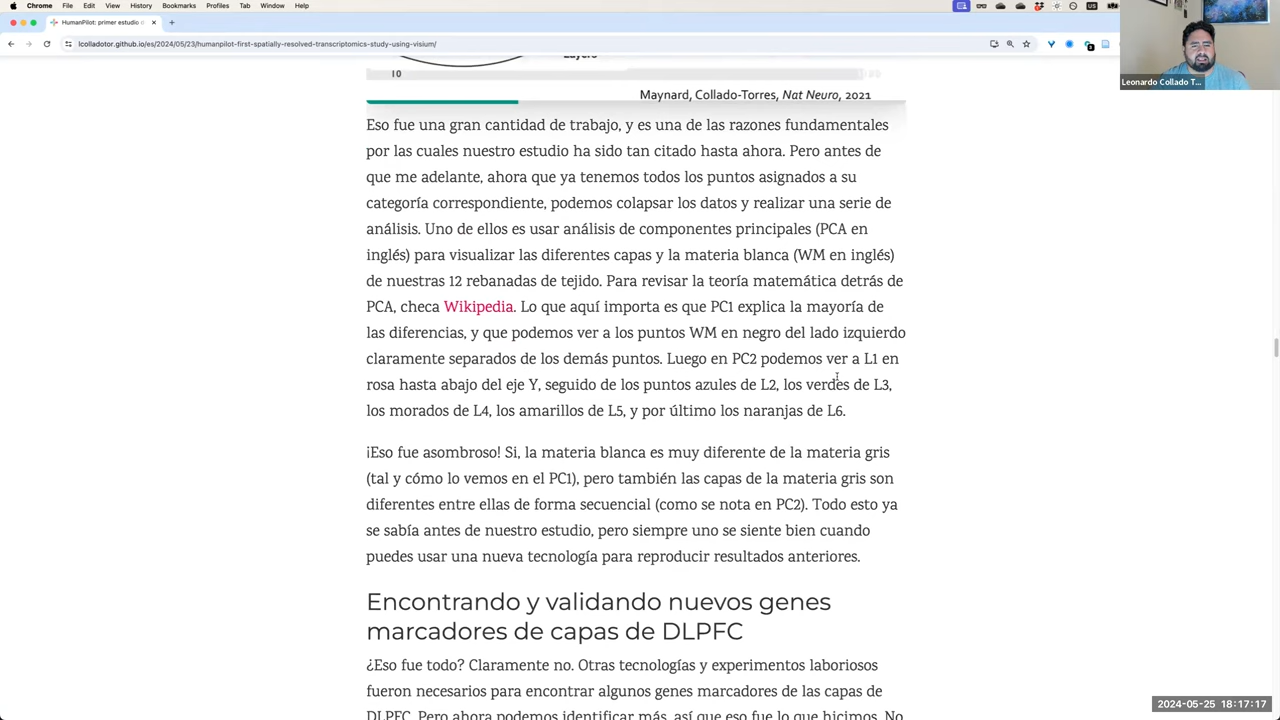 Chrome File Edit View History Bookmarks Profiles Tab Window Help
HumanPilot: primer estudio c
lcolladotor.github.io/es/2024/05/23/humanpilot-first-spatially-resolved-transcriptomics-study-using-visium/
Leonardo Collado T...
10
Maynard, Collado-Torres, Nat Neuro, 2021
Eso fue una gran cantidad de trabajo, y es una de las razones fundamentales
por las cuales nuestro estudio ha sido tan citado hasta ahora. Pero antes de
que me adelante, ahora que ya tenemos todos los puntos asignados a su
categoría correspondiente, podemos colapsar los datos y realizar una serie de
análisis. Uno de ellos es usar análisis de componentes principales (PCA en
inglés) para visualizar las diferentes capas y la materia blanca (WM en inglés)
de nuestras 12 rebanadas de tejido. Para revisar la teoría matemática detrás de
PCA, checa Wikipedia. Lo que aquí importa es que PC1 explica la mayoría de
las diferencias, y que podemos ver a los puntos WM en negro del lado izquierdo
claramente separados de los demás puntos. Luego en PC2 podemos ver a L1 en
rosa hasta abajo del eje Y, seguido de los puntos azules de L2, los verdes de L3,
los morados de L4, los amarillos de L5, y por último los naranjas de L6.
¡Eso fue asombroso! Si, la materia blanca es muy diferente de la materia gris
(tal y cómo lo vemos en el PC1), pero también las capas de la materia gris son
diferentes entre ellas de forma secuencial (como se nota en PC2). Todo esto ya
se sabía antes de nuestro estudio, pero siempre uno se siente bien cuando
puedes usar una nueva tecnología para reproducir resultados anteriores.
Encontrando y validando nuevos genes
marcadores de capas de DLPFC
¿Eso fue todo? Claramente no. Otras tecnologías y experimentos laboriosos
fueron necesarios para encontrar algunos genes marcadores de las capas de
DLPFC. Pero ahora podemos identificar más, así que eso fue lo que hicimos. No
2024-05-25 18:17:17